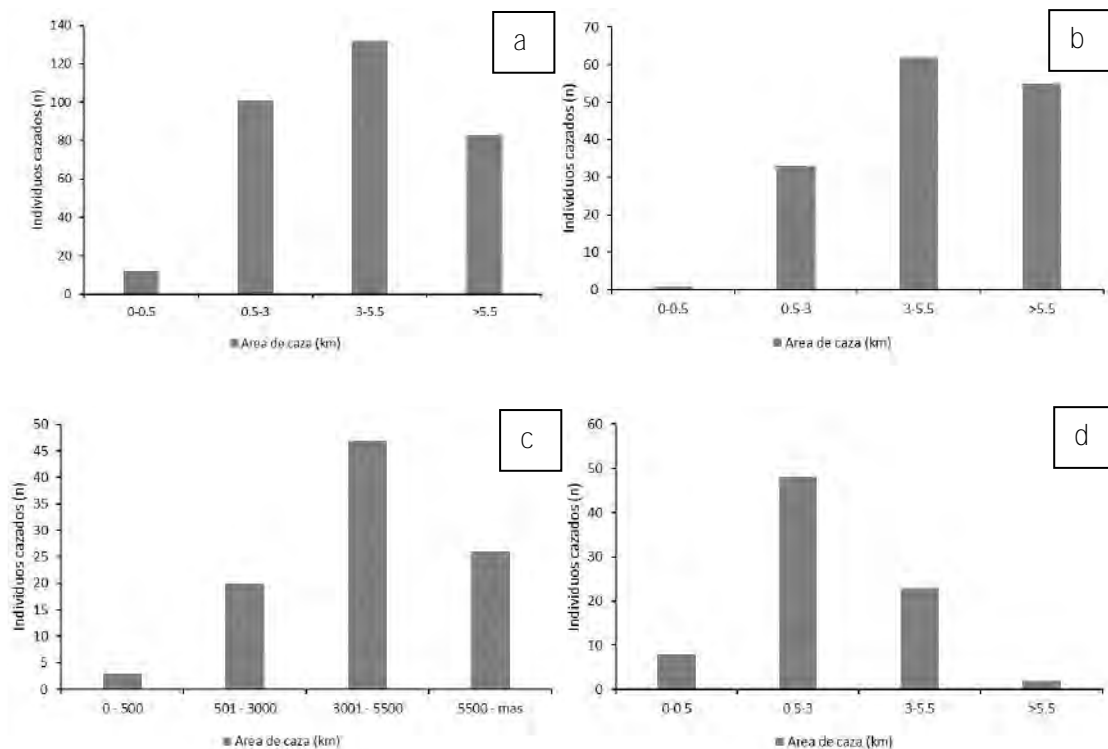 a
Individuos cazados (n)
140
120
100
80
60
40
20
0
0-0.5 0.5-3 3-5.5 >5.5
Area de caza (km)
b
Individuos cazados (n)
70
60
50
40
30
20
10
0
0-0.5 0.5-3 3-5.5 >5.5
Area de caza (km)
c
Individuos cazados (n)
50
45
40
35
30
25
20
15
10
5
0
0 - 500 501 - 3000 3001 - 5500 5500 - mas
Area de caza (km)
d
Individuos cazados (n)
60
50
40
30
20
10
0
0-0.5 0.5-3 3-5.5 >5.5
Area de caza (km)